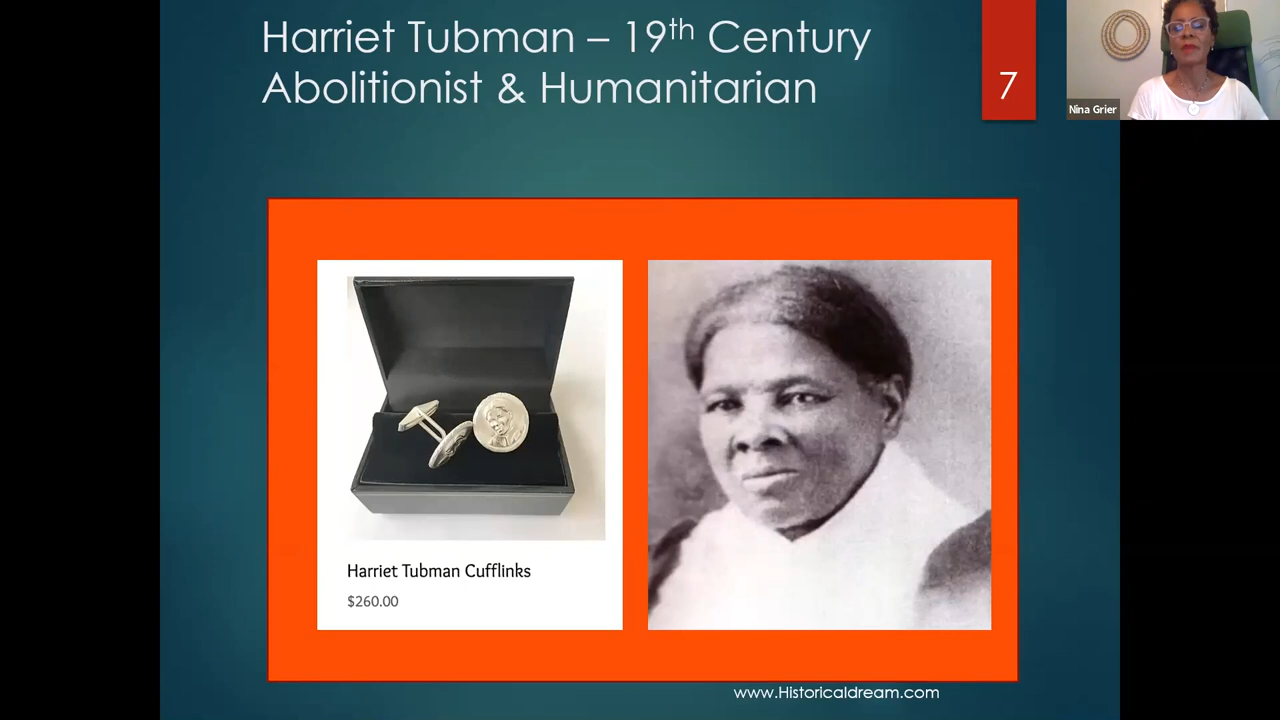 Harriet Tubman – 19th Century
Abolitionist & Humanitarian
7
Nina Grier
Harriet Tubman Cufflinks
$260.00
www.Historicaldream.com